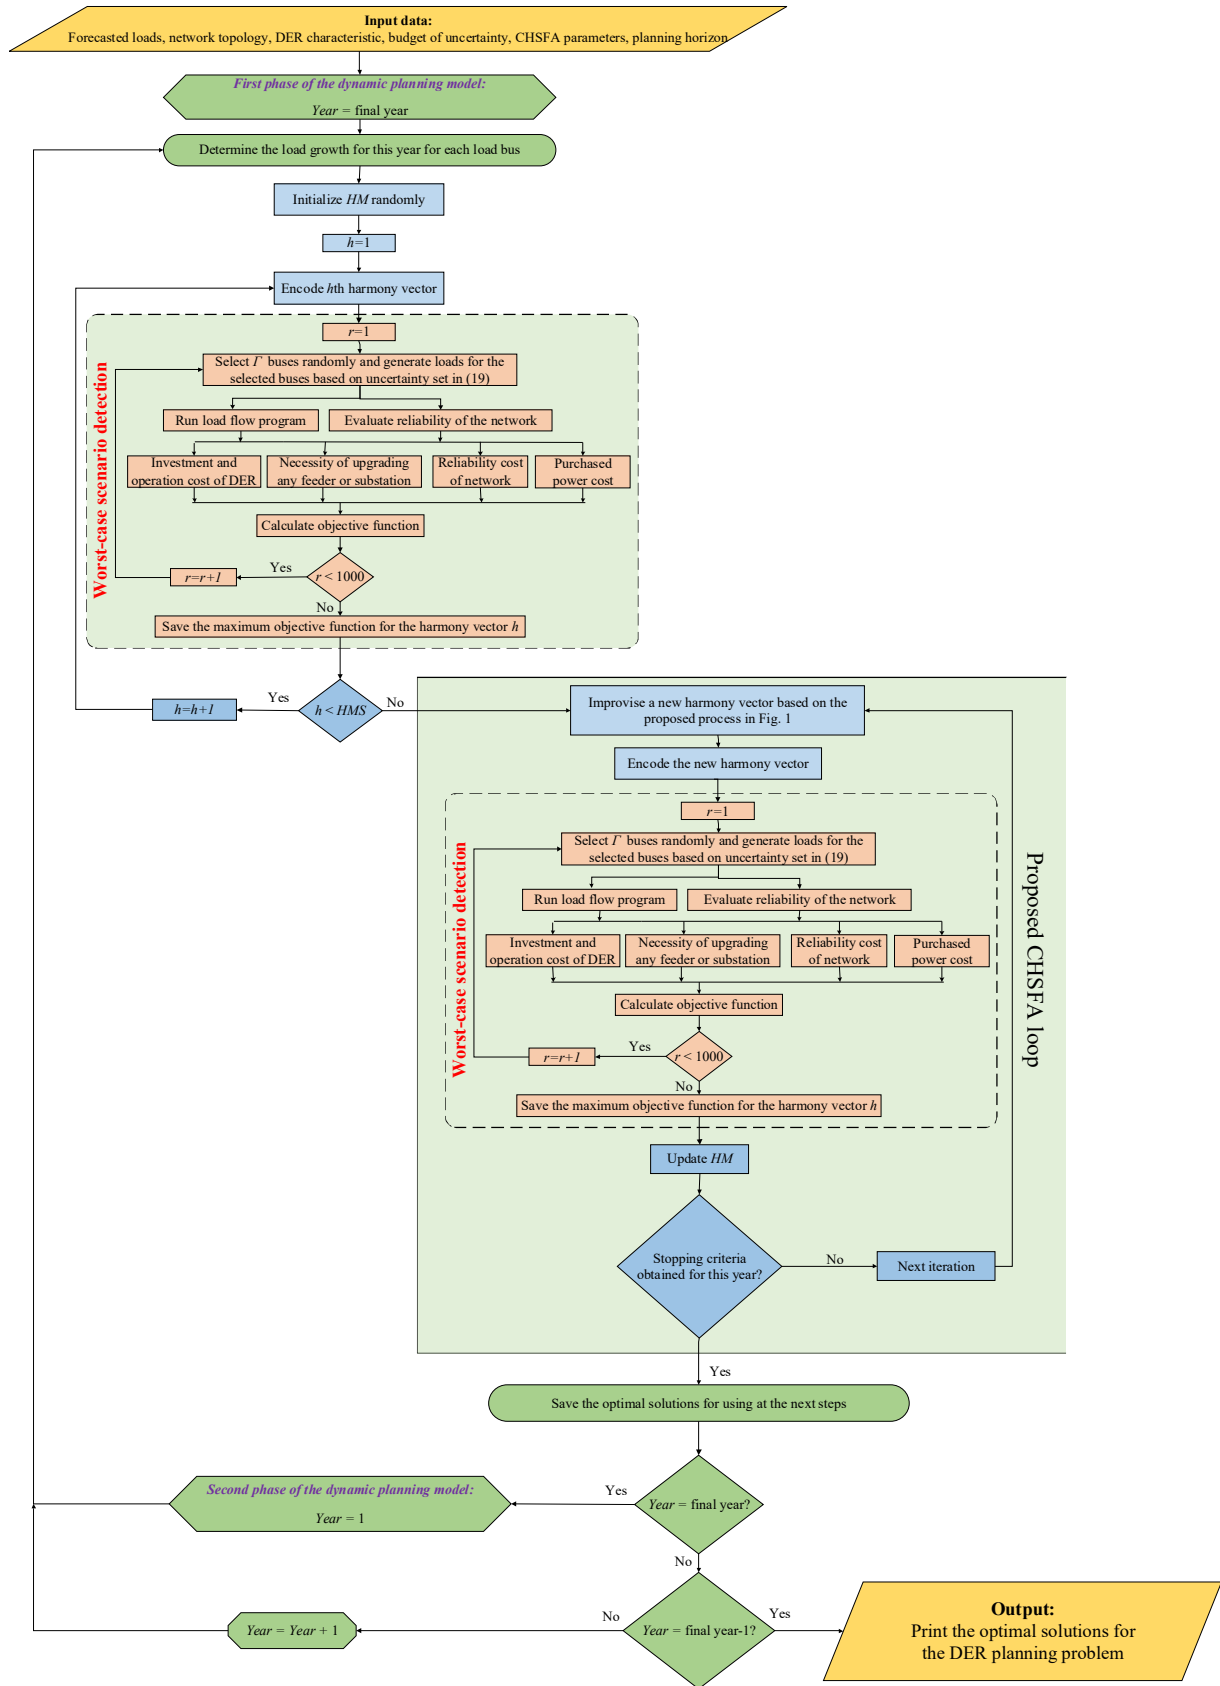 Input data:
Forecasted loads, network topology, DER characteristic, budget of uncertainty, CHSFA parameters, planning horizon
First phase of the dynamic planning model:
Year = final year
Determine the load growth for this year for each load bus
Initialize HM randomly
h=1
Encode hth harmony vector
Worst-case scenario detection
r=1
Select Γ buses randomly and generate loads for the
selected buses based on uncertainty set in (19)
Run load flow program
Evaluate reliability of the network
Investment and
operation cost of DER
Necessity of upgrading
any feeder or substation
Reliability cost
of network
Purchased
power cost
Calculate objective function
r < 1000
Yes
r=r+1
No
Save the maximum objective function for the harmony vector h
h < HMS
Yes
h=h+1
No
Proposed CHSFA loop
Improvise a new harmony vector based on the
proposed process in Fig. 1
Encode the new harmony vector
Worst-case scenario detection
r=1
Select Γ buses randomly and generate loads for the
selected buses based on uncertainty set in (19)
Run load flow program
Evaluate reliability of the network
Investment and
operation cost of DER
Necessity of upgrading
any feeder or substation
Reliability cost
of network
Purchased
power cost
Calculate objective function
r < 1000
Yes
r=r+1
No
Save the maximum objective function for the harmony vector h
Update HM
Stopping criteria
obtained for this year?
No
Next iteration
Yes
Save the optimal solutions for using at the next steps
Year = final year?
Yes
Second phase of the dynamic planning model:
Year = 1
No
Year = final year-1?
No
Year = Year + 1
Yes
Output:
Print the optimal solutions for
the DER planning problem